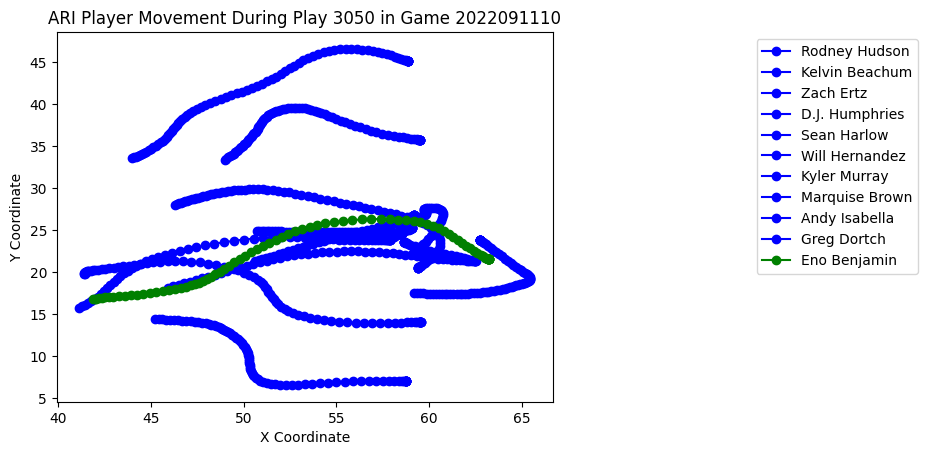 ARI Player Movement During Play 3050 in Game 2022091110
45
40
35
30
25
20
15
10
5
Y Coordinate
40
45
50
55
60
65
X Coordinate
Rodney Hudson
Kelvin Beachum
Zach Ertz
D.J. Humphries
Sean Harlow
Will Hernandez
Kyler Murray
Marquise Brown
Andy Isabella
Greg Dortch
Eno Benjamin